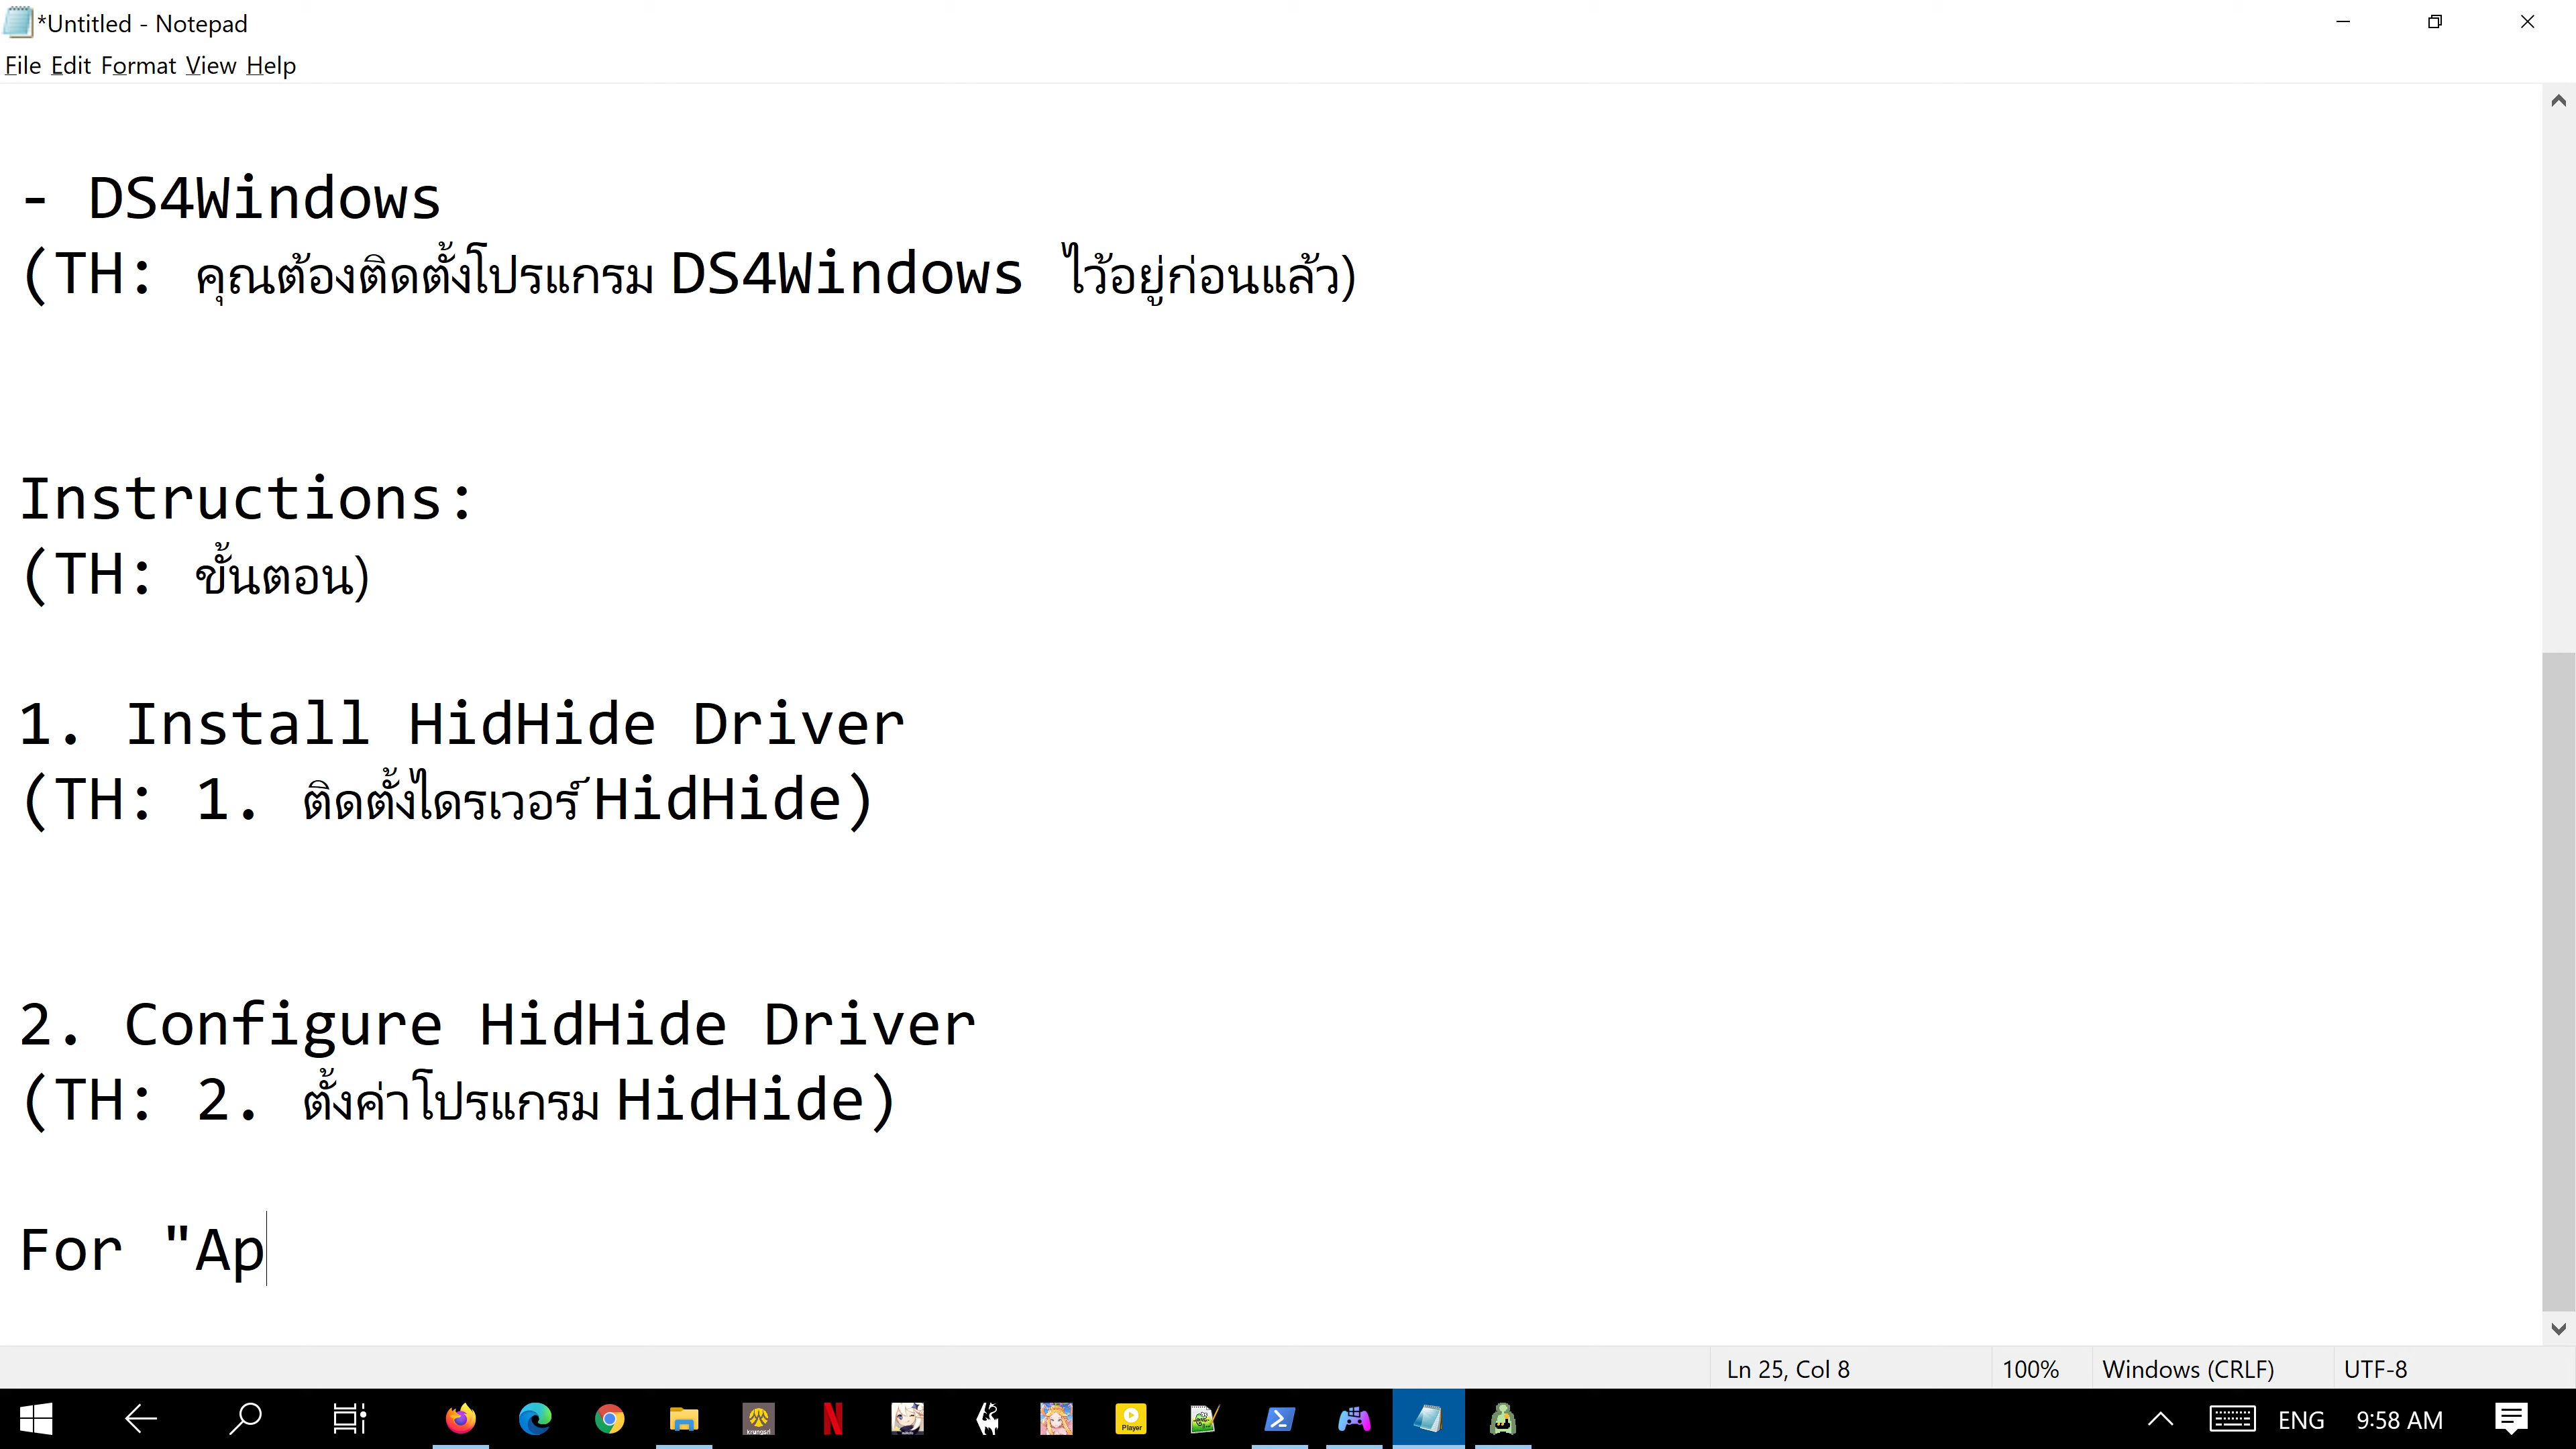 *Untitled - Notepad
File Edit Format View Help
- DS4Windows
(TH: คุณต้องติดตั้งโปรแกรม DS4Windows ไว้อยู่ก่อนแล้ว)
Instructions:
(TH: ขั้นตอน)
1. Install HidHide Driver
(TH: 1. ติดตั้งไดรเวอร์ HidHide)
2. Configure HidHide Driver
(TH: 2. ตั้งค่าโปรแกรม HidHide)
For "Ap
Ln 25, Col 8
100%
Windows (CRLF)
UTF-8
krungsri
Player
ENG
9:58 AM